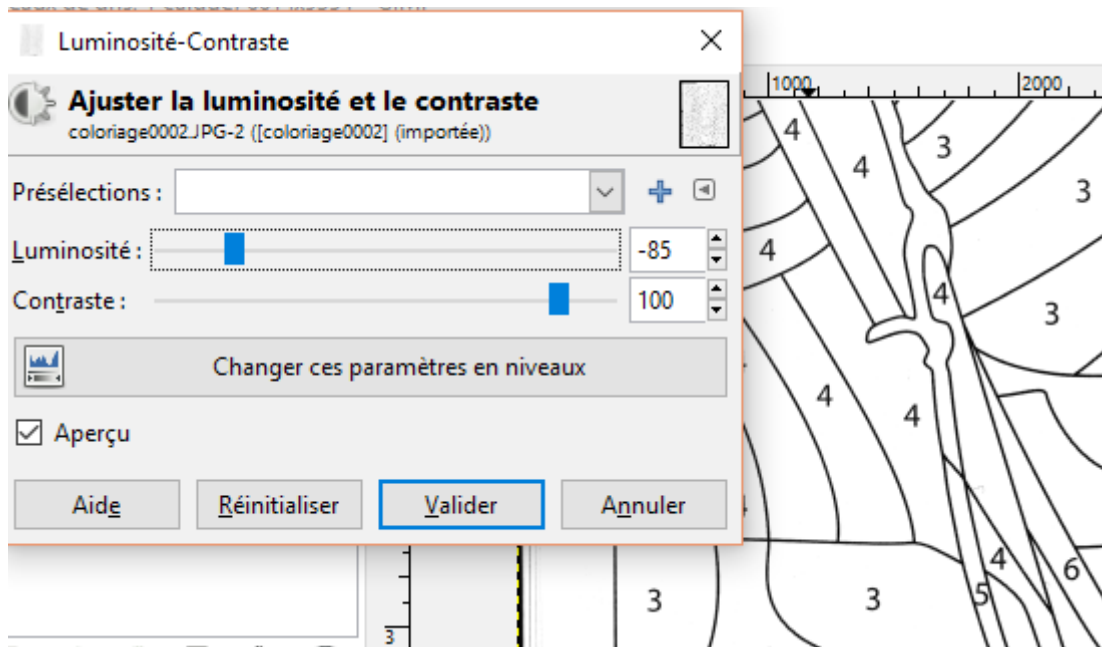 Luminosité-Contraste
Ajuster la luminosité et le contraste
coloriage0002.JPG-2 ([coloriage0002] (importée))
Présélections :
Luminosité : -85
Contraste : 100
Changer ces paramètres en niveaux
Aperçu
Aide Réinitialiser Valider Annuler
1000 2000
4 3
4 3
4
4 3
4 4
4 6
3 3 5
3